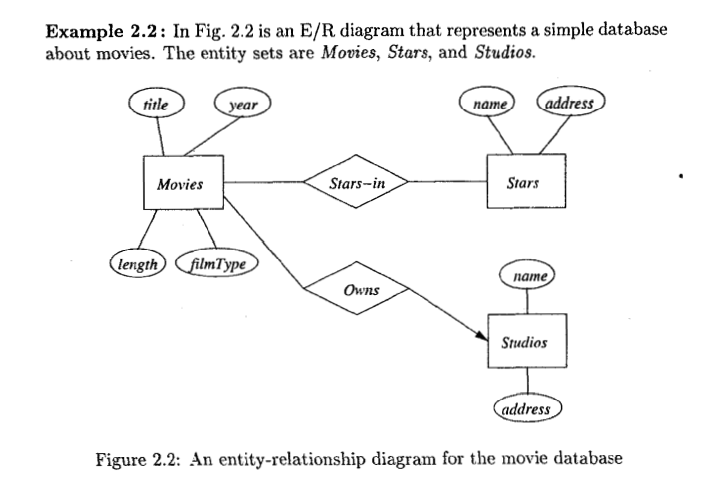 Example 2.2: In Fig. 2.2 is an E/R diagram that represents a simple database
about movies. The entity sets are Movies, Stars, and Studios.
title
year
name
address
Movies
Stars-in
Stars
length
filmType
name
Owns
Studios
address
Figure 2.2: An entity-relationship diagram for the movie database